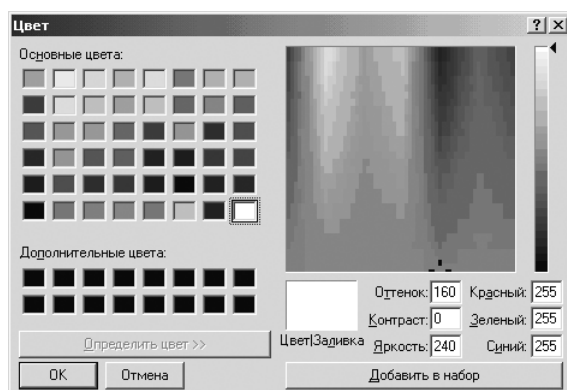 Цвет
Основные цвета:
Дополнительные цвета:
Определить цвет >>
ОК Отмена
Цвет|Заливка
Оттенок: 160 Красный: 255
Контраст: 0 Зеленый: 255
Яркость: 240 Синий: 255
Добавить в набор